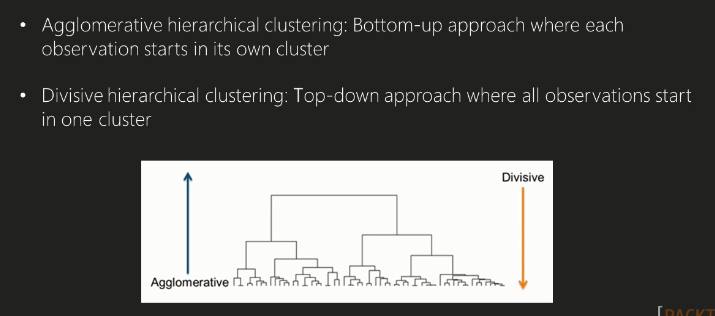 • Agglomerative hierarchical clustering: Bottom-up approach where each
observation starts in its own cluster
• Divisive hierarchical clustering: Top-down approach where all observations start
in one cluster
Divisive
Agglomerative